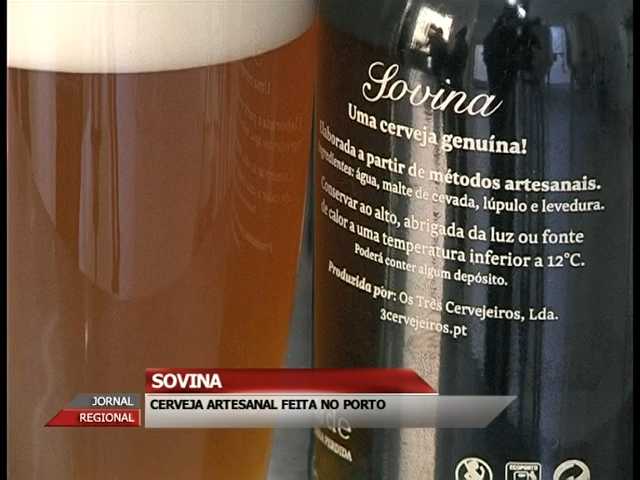 Sovina
Uma cerveja genuína!
Elaborada a partir de métodos artesanais.
Ingredientes: água, malte de cevada, lúpulo e levedura.
Conservar ao alto, abrigada da luz ou fonte
de calor a uma temperatura inferior a 12°C.
Poderá conter algum depósito.
Produzida por: Os Três Cervejeiros, Lda.
3cervejeiros.pt
SOVINA
JORNAL
REGIONAL
CERVEJA ARTESANAL FEITA NO PORTO
PERDIDA
ECOPONTO